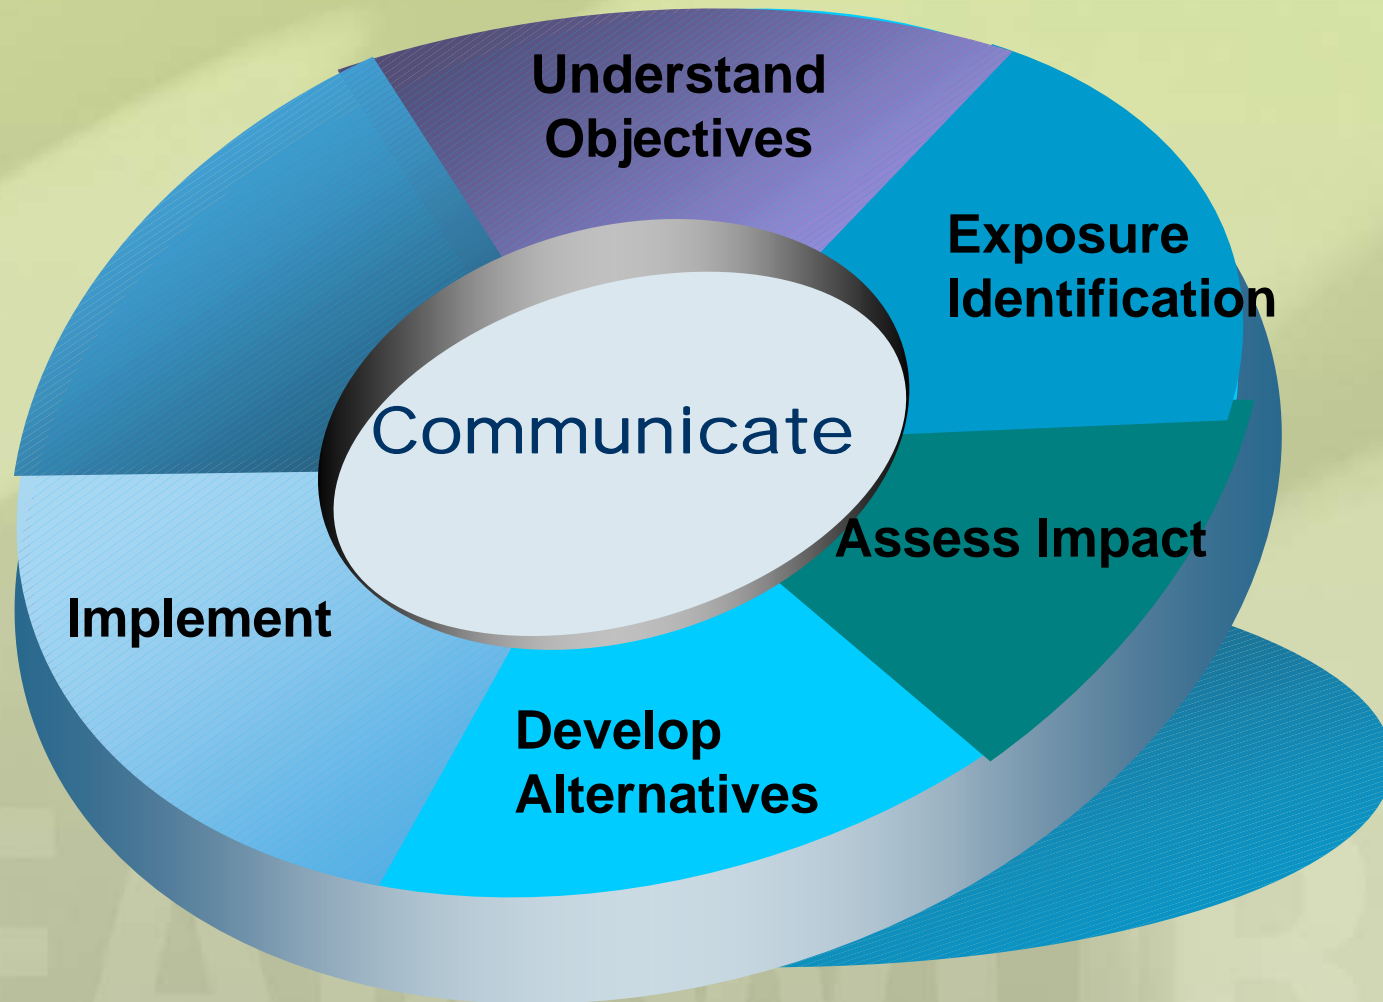 Understand
Objectives
Exposure
Identification
Communicate
Assess Impact
Implement
Develop
Alternatives